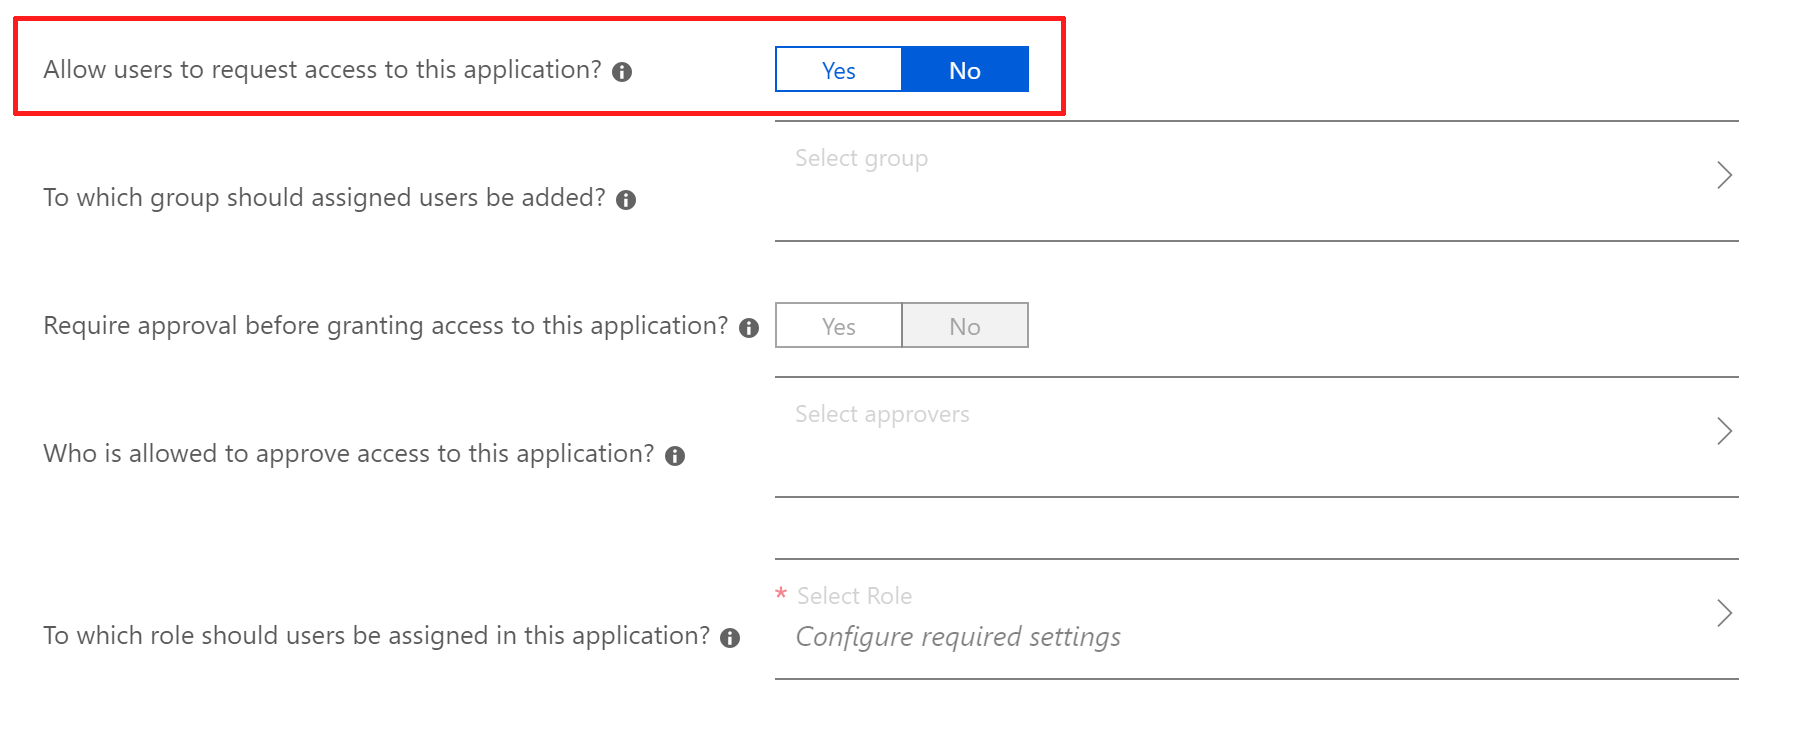 Allow users to request access to this application? Yes No
Select group
To which group should assigned users be added?
Require approval before granting access to this application? Yes No
Select approvers
Who is allowed to approve access to this application?
* Select Role
To which role should users be assigned in this application? Configure required settings